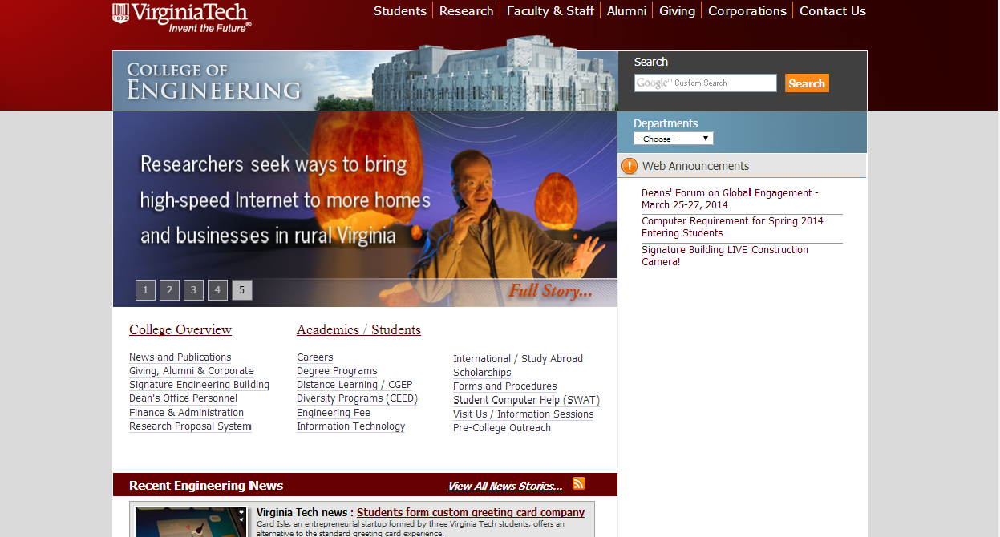 VirginiaTech
1872
Invent the Future®
Students
Research
Faculty & Staff
Alumni
Giving
Corporations
Contact Us
COLLEGE OF
ENGINEERING
Search
Google™ Custom Search
Search
Departments
- Choose -
Web Announcements
Deans' Forum on Global Engagement -
March 25-27, 2014
Computer Requirement for Spring 2014
Entering Students
Signature Building LIVE Construction
Camera!
Researchers seek ways to bring
high-speed Internet to more homes
and businesses in rural Virginia
1 2 3 4 5
Full Story...
College Overview
News and Publications
Giving, Alumni & Corporate
Signature Engineering Building
Dean's Office Personnel
Finance & Administration
Research Proposal System
Academics / Students
Careers
Degree Programs
Distance Learning / CGEP
Diversity Programs (CEED)
Engineering Fee
Information Technology
International / Study Abroad
Scholarships
Forms and Procedures
Student Computer Help (SWAT)
Visit Us / Information Sessions
Pre-College Outreach
Recent Engineering News
View All News Stories...
Virginia Tech news : Students form custom greeting card company
Card Isle, an entrepreneurial startup formed by three Virginia Tech students, offers an
alternative to the standard greeting card experience.